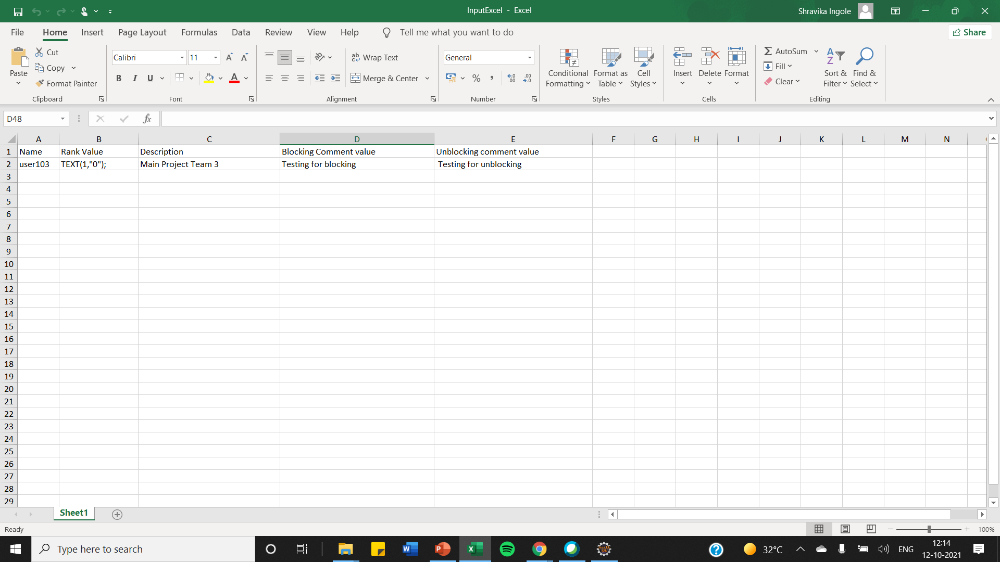 InputExcel - Excel
Shravika Ingole
File Home Insert Page Layout Formulas Data Review View Help Tell me what you want to do Share
Paste
Cut
Copy
Format Painter
Clipboard
Calibri 11
B I U A
Font
ab Wrap Text
Merge & Center
Alignment
General
%
Number
Conditional Formatting
Format as Table
Cell Styles
Styles
Insert Delete Format
Cells
AutoSum
Fill
Clear
Sort & Filter
Find & Select
Editing
D48 fx
A B C D E F G H I J K L M N
1 Name Rank Value Description Blocking Comment value Unblocking comment value
2 user103 TEXT(1,"0"); Main Project Team 3 Testing for blocking Testing for unblocking
3
4
5
6
7
8
9
10
11
12
13
14
15
16
17
18
19
20
21
22
23
24
25
26
27
28
29
Sheet1
Ready 100%
Type here to search
32°C ENG
12:14
12-10-2021